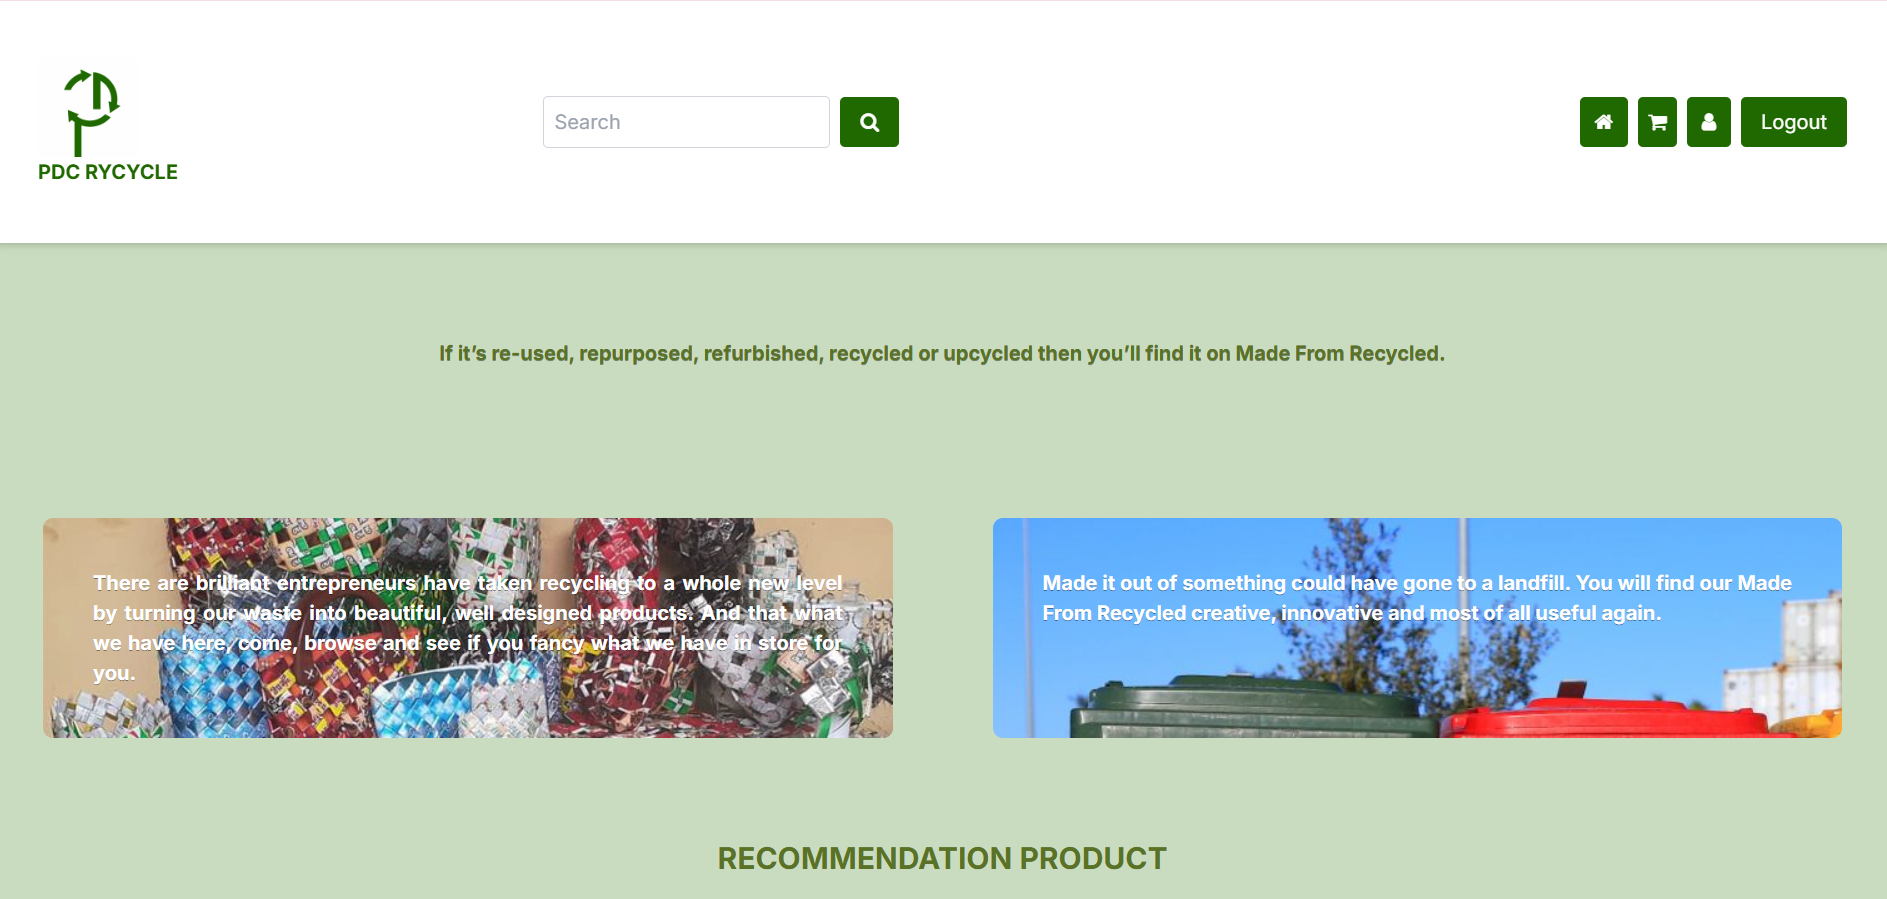 PDC RYCYCLE
Search
Logout
If it’s re-used, repurposed, refurbished, recycled or upcycled then you’ll find it on Made From Recycled.
There are brilliant entrepreneurs have taken recycling to a whole new level
by turning our waste into beautiful, well designed products. And that what
we have here, come, browse and see if you fancy what we have in store for
you.
Made it out of something could have gone to a landfill. You will find our Made
From Recycled creative, innovative and most of all useful again.
RECOMMENDATION PRODUCT